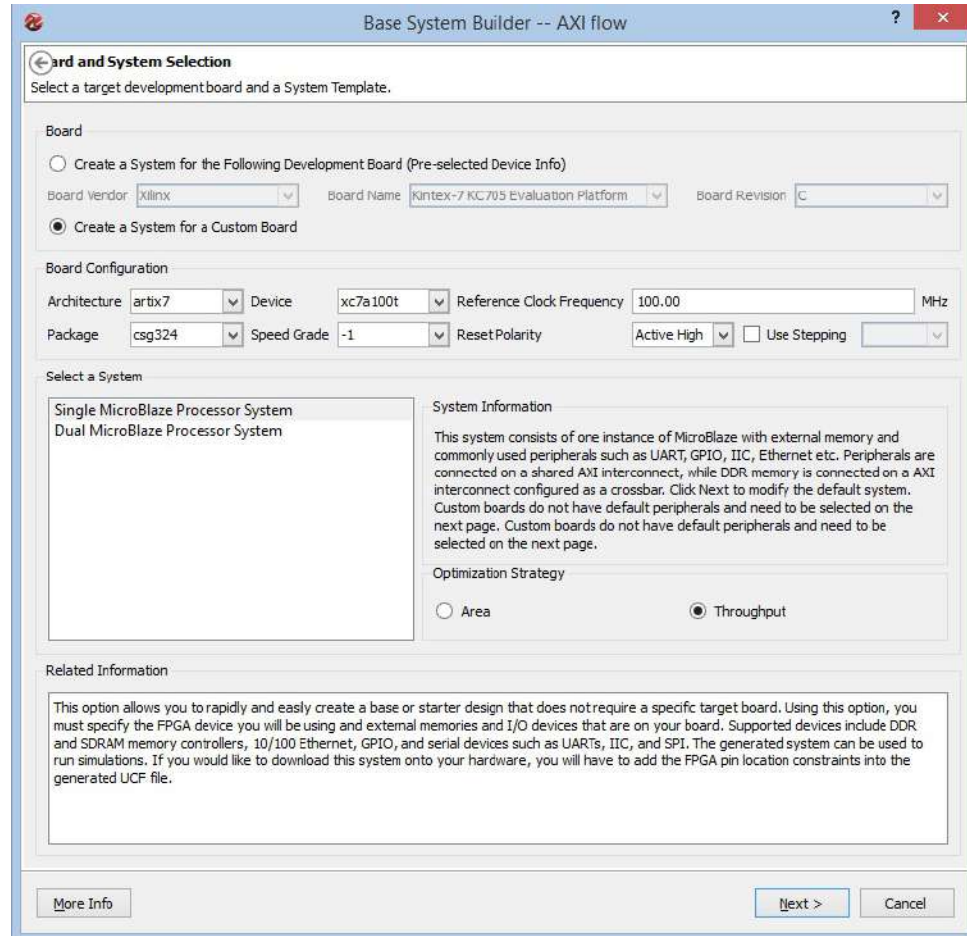 Base System Builder -- AXI flow
?
ard and System Selection
Select a target development board and a System Template.
Board
Create a System for the Following Development Board (Pre-selected Device Info)
Board Vendor Xilinx Board Name Kintex-7 KC705 Evaluation Platform Board Revision C
Create a System for a Custom Board
Board Configuration
Architecture artix7 Device xc7a100t Reference Clock Frequency 100.00 MHz
Package csg324 Speed Grade -1 Reset Polarity Active High Use Stepping
Select a System
Single MicroBlaze Processor System
Dual MicroBlaze Processor System
System Information
This system consists of one instance of MicroBlaze with external memory and
commonly used peripherals such as UART, GPIO, IIC, Ethernet etc. Peripherals are
connected on a shared AXI interconnect, while DDR memory is connected on a AXI
interconnect configured as a crossbar. Click Next to modify the default system.
Custom boards do not have default peripherals and need to be selected on the
next page. Custom boards do not have default peripherals and need to be
selected on the next page.
Optimization Strategy
Area Throughput
Related Information
This option allows you to rapidly and easily create a base or starter design that does not require a specific target board. Using this option, you
must specify the FPGA device you will be using and external memories and I/O devices that are on your board. Supported devices include DDR
and SDRAM memory controllers, 10/100 Ethernet, GPIO, and serial devices such as UARTs, IIC, and SPI. The generated system can be used to
run simulations. If you would like to download this system onto your hardware, you will have to add the FPGA pin location constraints into the
generated UCF file.
More Info Next > Cancel